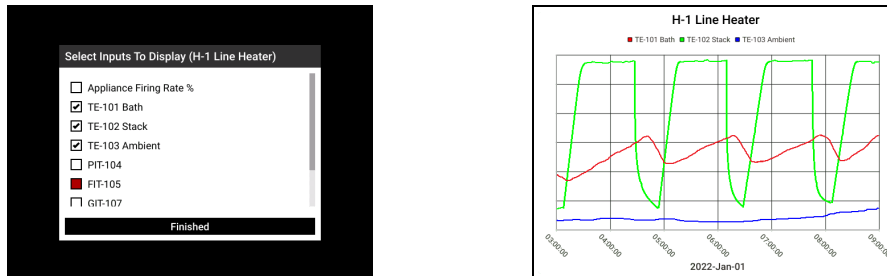 Select Inputs To Display (H-1 Line Heater)
Appliance Firing Rate %
TE-101 Bath
TE-102 Stack
TE-103 Ambient
PIT-104
FIT-105
GIT-107
Finished
H-1 Line Heater
TE-101 Bath TE-102 Stack TE-103 Ambient
03:00:00 04:00:00 05:00:00 06:00:00 07:00:00 08:00:00 09:00:00
2022-Jan-01